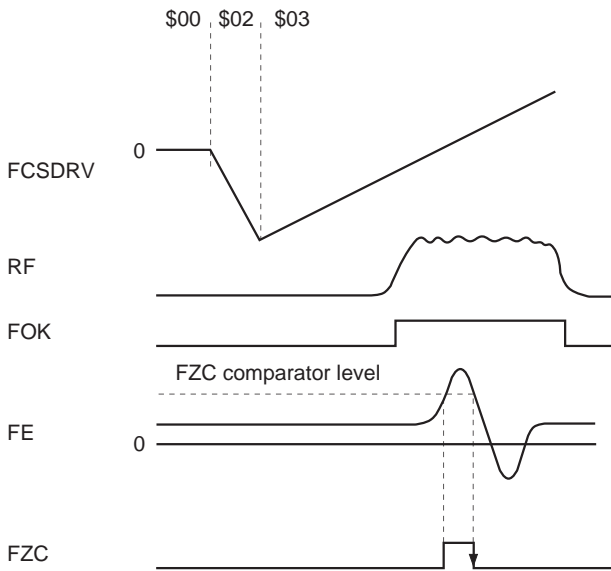 $00 $02 $03
0
FCSDRV
RF
FOK
FZC comparator level
FE
0
FZC